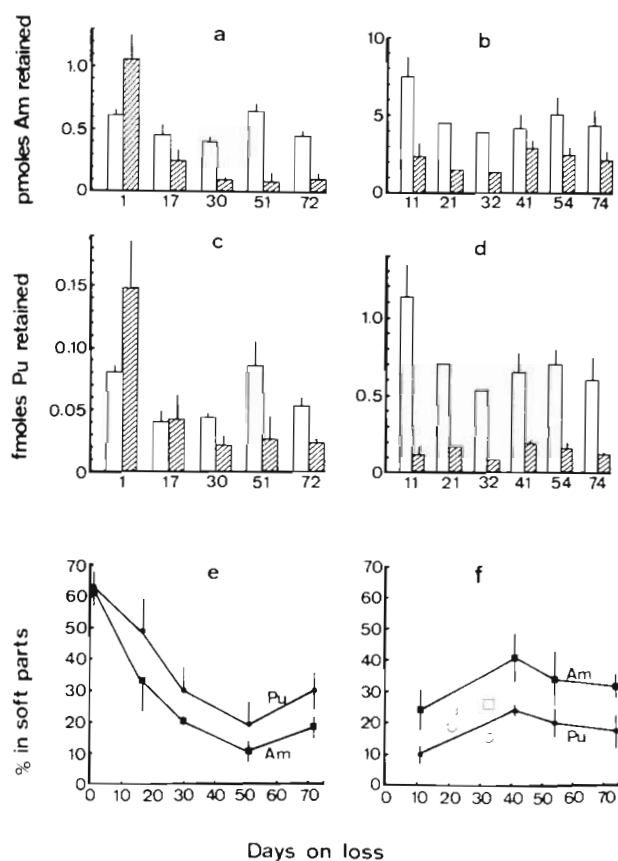 a
b
pmoles Am retained
1.0
0.5
0
1 17 30 51 72
10
5
0
11 21 32 41 54 74
c
d
fmoles Pu retained
0.15
0.10
0.05
0
1 17 30 51 72
1.0
0.5
0
11 21 32 41 54 74
e
f
% in soft parts
70
60
50
40
30
20
10
0 10 20 30 40 50 60 70
Pu
Am
70
60
50
40
30
20
10
0 10 20 30 40 50 60 70
Am
Pu
Days on loss